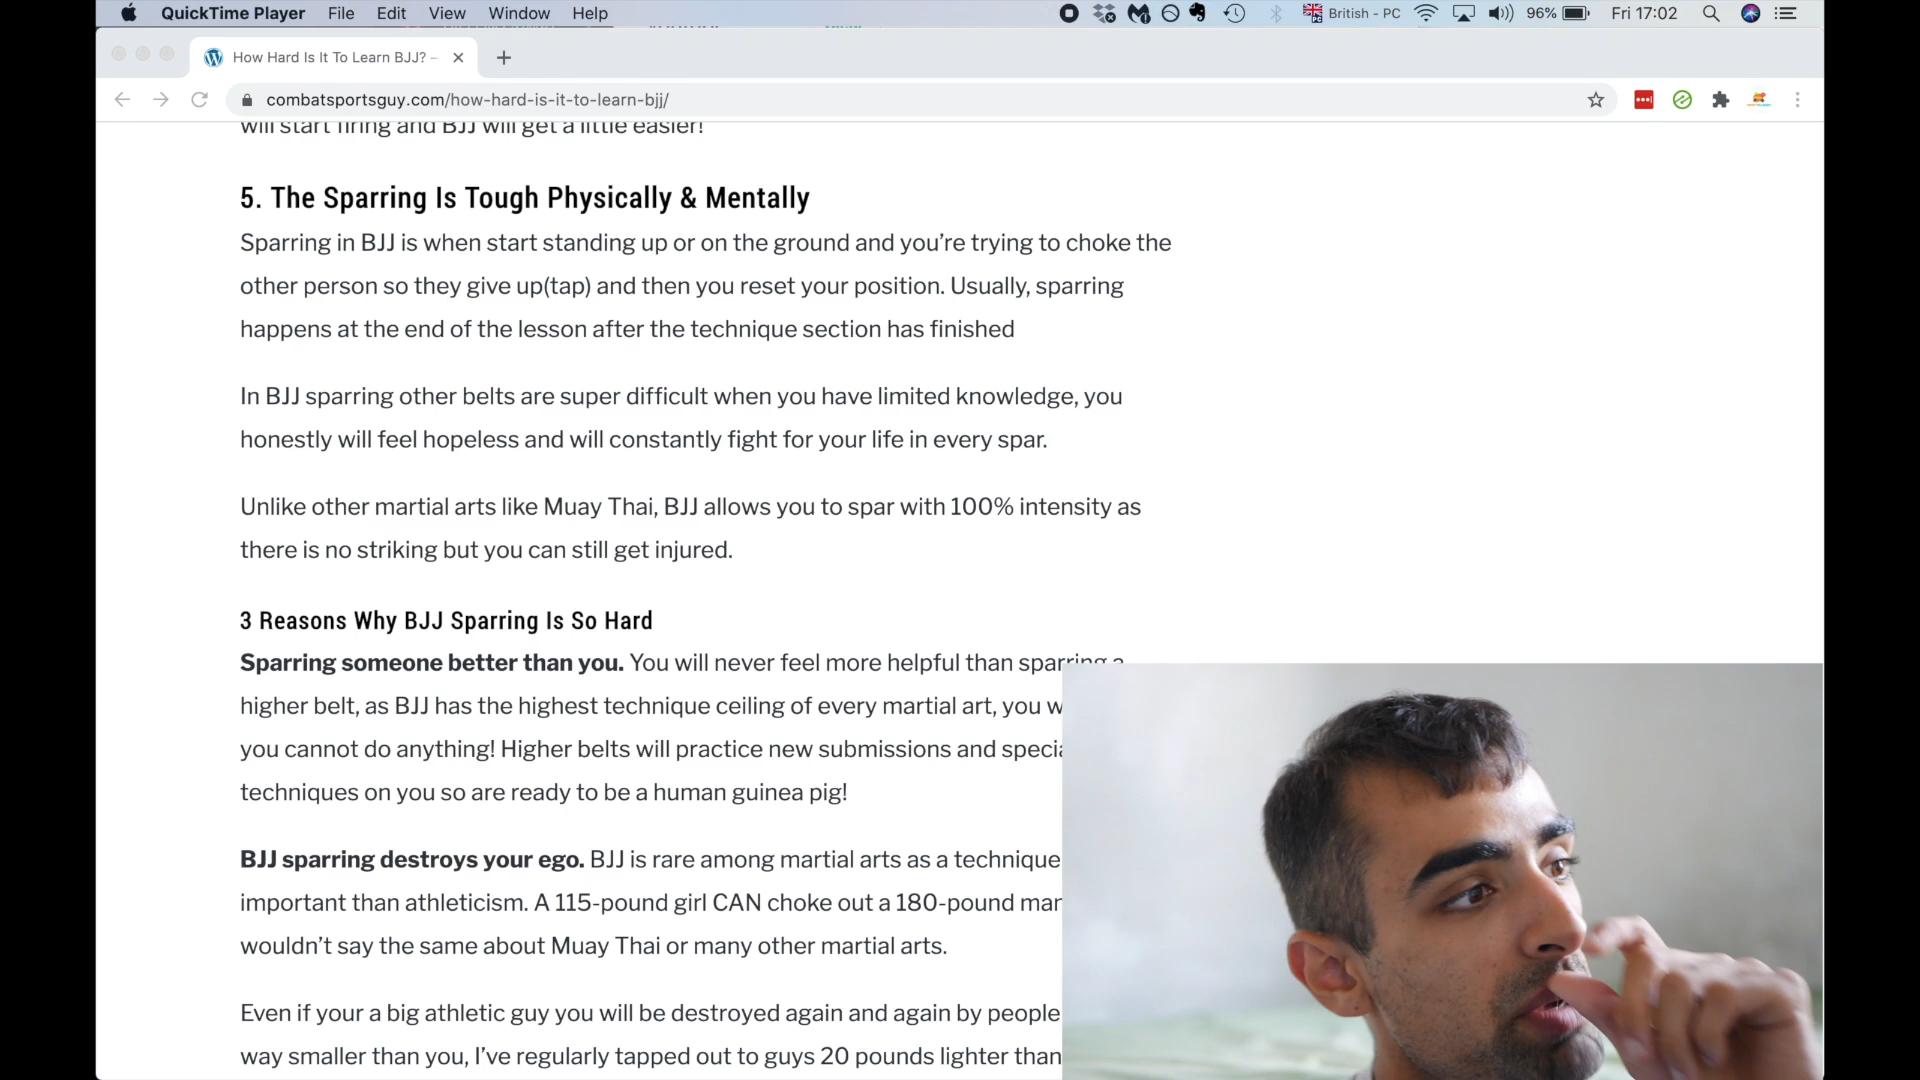 QuickTime Player File Edit View Window Help British - PC 96% Fri 17:02
How Hard Is It To Learn BJJ? –
combatsportsguy.com/how-hard-is-it-to-learn-bjj/
will start firing and BJJ will get a little easier!
5. The Sparring Is Tough Physically & Mentally
Sparring in BJJ is when start standing up or on the ground and you’re trying to choke the
other person so they give up(tap) and then you reset your position. Usually, sparring
happens at the end of the lesson after the technique section has finished
In BJJ sparring other belts are super difficult when you have limited knowledge, you
honestly will feel hopeless and will constantly fight for your life in every spar.
Unlike other martial arts like Muay Thai, BJJ allows you to spar with 100% intensity as
there is no striking but you can still get injured.
3 Reasons Why BJJ Sparring Is So Hard
Sparring someone better than you. You will never feel more helpful than sparring a
higher belt, as BJJ has the highest technique ceiling of every martial art, you
you cannot do anything! Higher belts will practice new submissions and
techniques on you so are ready to be a human guinea pig!
BJJ sparring destroys your ego. BJJ is rare among martial arts as a technique
important than athleticism. A 115-pound girl CAN choke out a 180-pound
wouldn’t say the same about Muay Thai or many other martial arts.
Even if your a big athletic guy you will be destroyed again and again by people
way smaller than you, I’ve regularly tapped out to guys 20 pounds lighter than